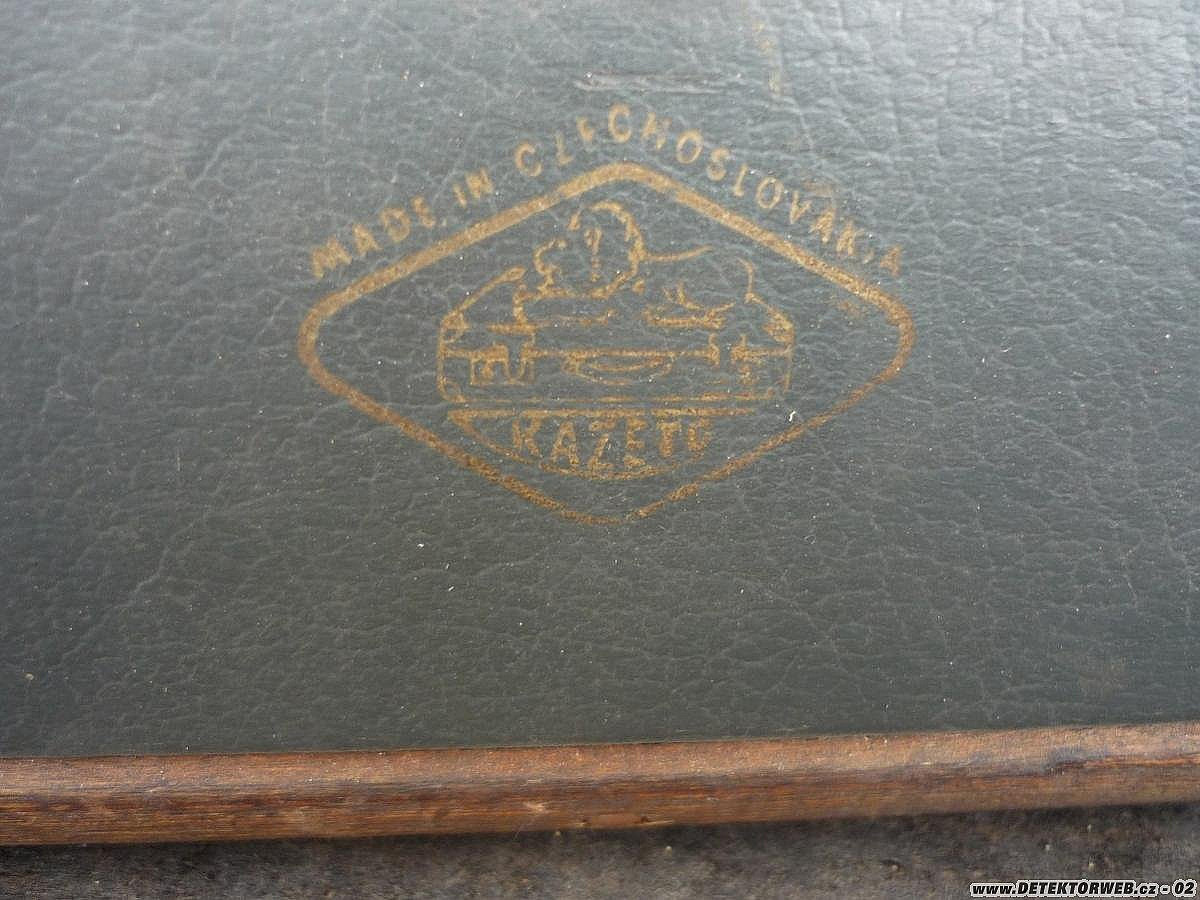 MADE IN CZECHOSLOVAKIA
KAZETO
www.DETEKTORWEB.cz - 02